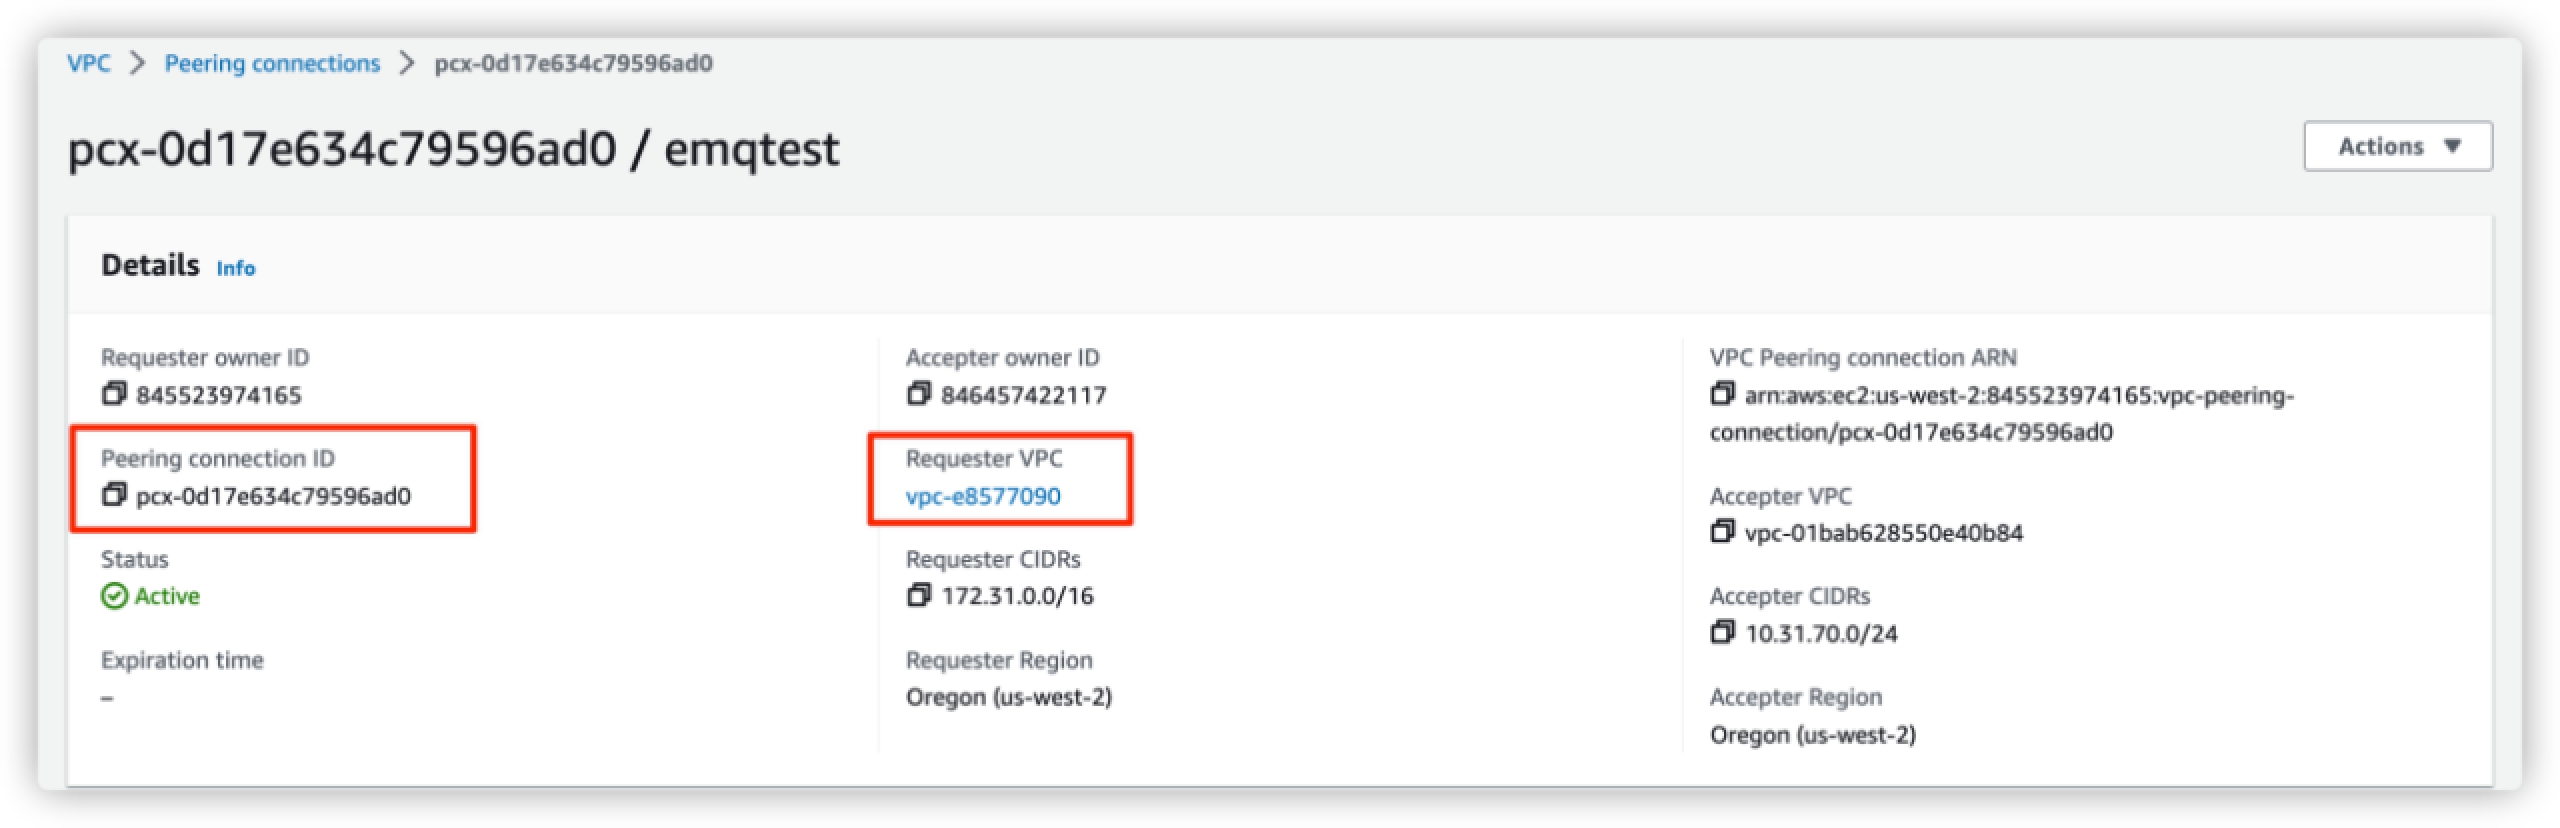 VPC > Peering connections > pcx-0d17e634c79596ad0
pcx-0d17e634c79596ad0 / emqtest
Actions ▼
Details Info
Requester owner ID
845523974165
Peering connection ID
pcx-0d17e634c79596ad0
Status
Active
Expiration time
–
Accepter owner ID
846457422117
Requester VPC
vpc-e8577090
Requester CIDRs
172.31.0.0/16
Requester Region
Oregon (us-west-2)
VPC Peering connection ARN
arn:aws:ec2:us-west-2:845523974165:vpc-peering-
connection/pcx-0d17e634c79596ad0
Accepter VPC
vpc-01bab628550e40b84
Accepter CIDRs
10.31.70.0/24
Accepter Region
Oregon (us-west-2)